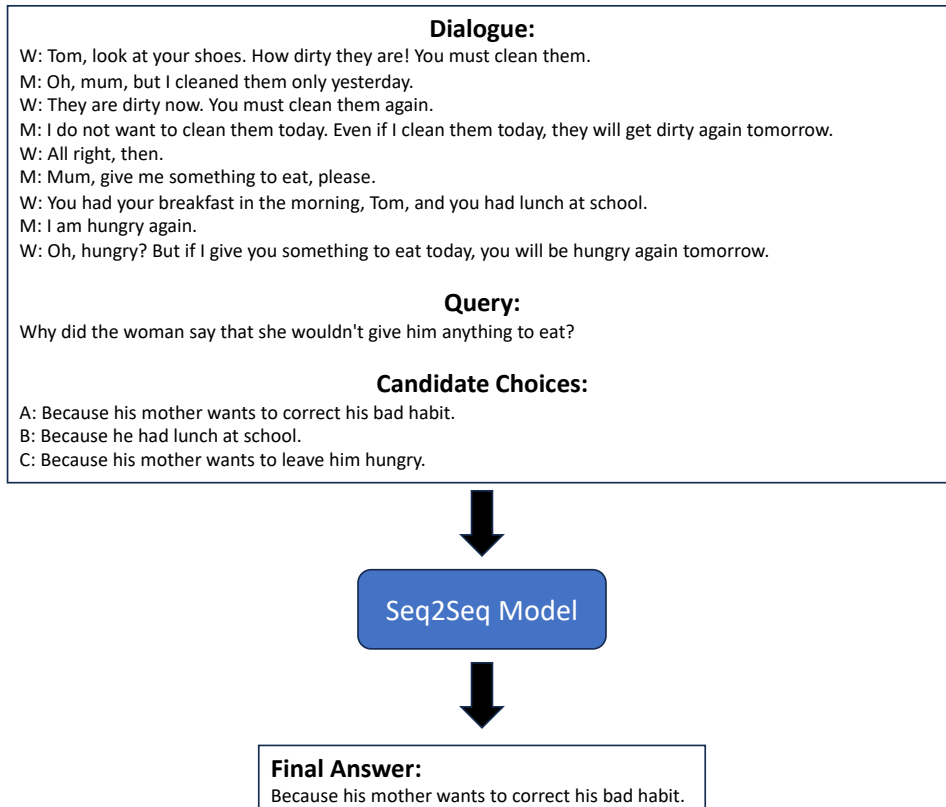 Dialogue:
W: Tom, look at your shoes. How dirty they are! You must clean them.
M: Oh, mum, but I cleaned them only yesterday.
W: They are dirty now. You must clean them again.
M: I do not want to clean them today. Even if I clean them today, they will get dirty again tomorrow.
W: All right, then.
M: Mum, give me something to eat, please.
W: You had your breakfast in the morning, Tom, and you had lunch at school.
M: I am hungry again.
W: Oh, hungry? But if I give you something to eat today, you will be hungry again tomorrow.
Query:
Why did the woman say that she wouldn't give him anything to eat?
Candidate Choices:
A: Because his mother wants to correct his bad habit.
B: Because he had lunch at school.
C: Because his mother wants to leave him hungry.
Seq2Seq Model
Final Answer:
Because his mother wants to correct his bad habit.